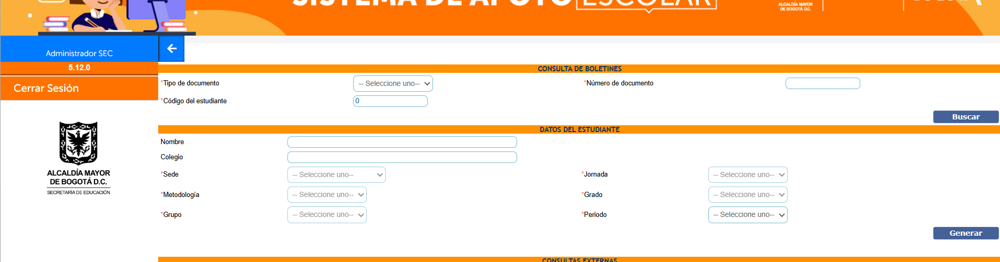 SISTEMA DE APOYO ESCOLAR
ALCALDÍA MAYOR
DE BOGOTÁ D.C.
Administrador SEC
5.12.0
Cerrar Sesión
ALCALDÍA MAYOR
DE BOGOTÁ D.C.
SECRETARÍA DE EDUCACIÓN
CONSULTA DE BOLETINES
*Tipo de documento -- Seleccione uno-- *Número de documento
*Código del estudiante 0
Buscar
DATOS DEL ESTUDIANTE
Nombre
Colegio
*Sede -- Seleccione uno-- *Jornada -- Seleccione uno--
*Metodología -- Seleccione uno-- *Grado -- Seleccione uno--
*Grupo -- Seleccione uno-- *Periodo -- Seleccione uno--
Generar
CONSULTAS EXTERNAS